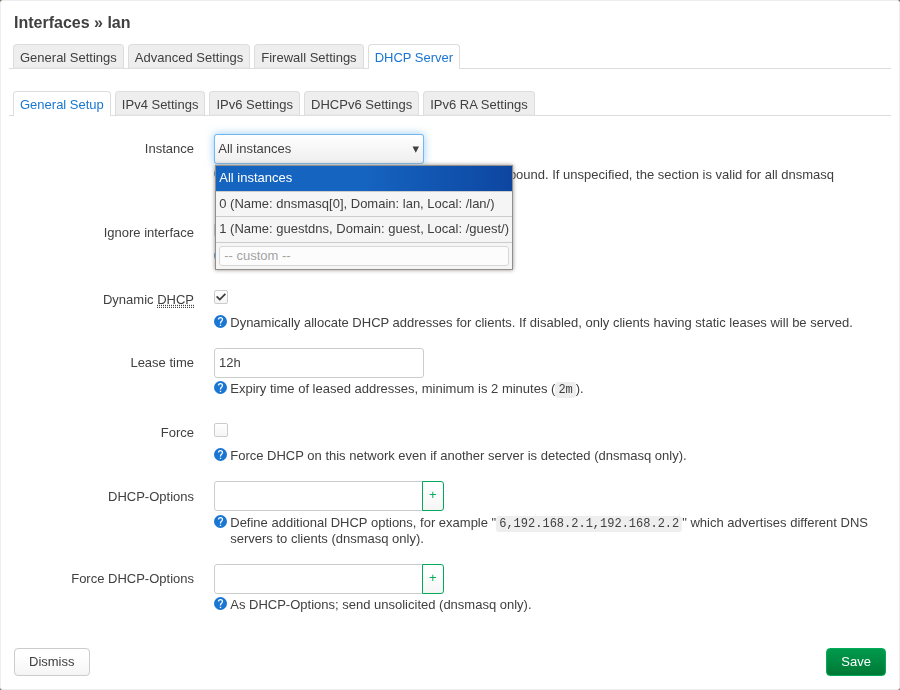 Interfaces » lan
General Settings Advanced Settings Firewall Settings DHCP Server
General Setup IPv4 Settings IPv6 Settings DHCPv6 Settings IPv6 RA Settings
Instance All instances ▾
ound. If unspecified, the section is valid for all dnsmasq
All instances
0 (Name: dnsmasq[0], Domain: lan, Local: /lan/)
Ignore interface
1 (Name: guestdns, Domain: guest, Local: /guest/)
-- custom --
Dynamic DHCP
Dynamically allocate DHCP addresses for clients. If disabled, only clients having static leases will be served.
Lease time 12h
Expiry time of leased addresses, minimum is 2 minutes (2m).
Force
Force DHCP on this network even if another server is detected (dnsmasq only).
DHCP-Options +
Define additional DHCP options, for example "6,192.168.2.1,192.168.2.2" which advertises different DNS
servers to clients (dnsmasq only).
Force DHCP-Options +
As DHCP-Options; send unsolicited (dnsmasq only).
Dismiss Save